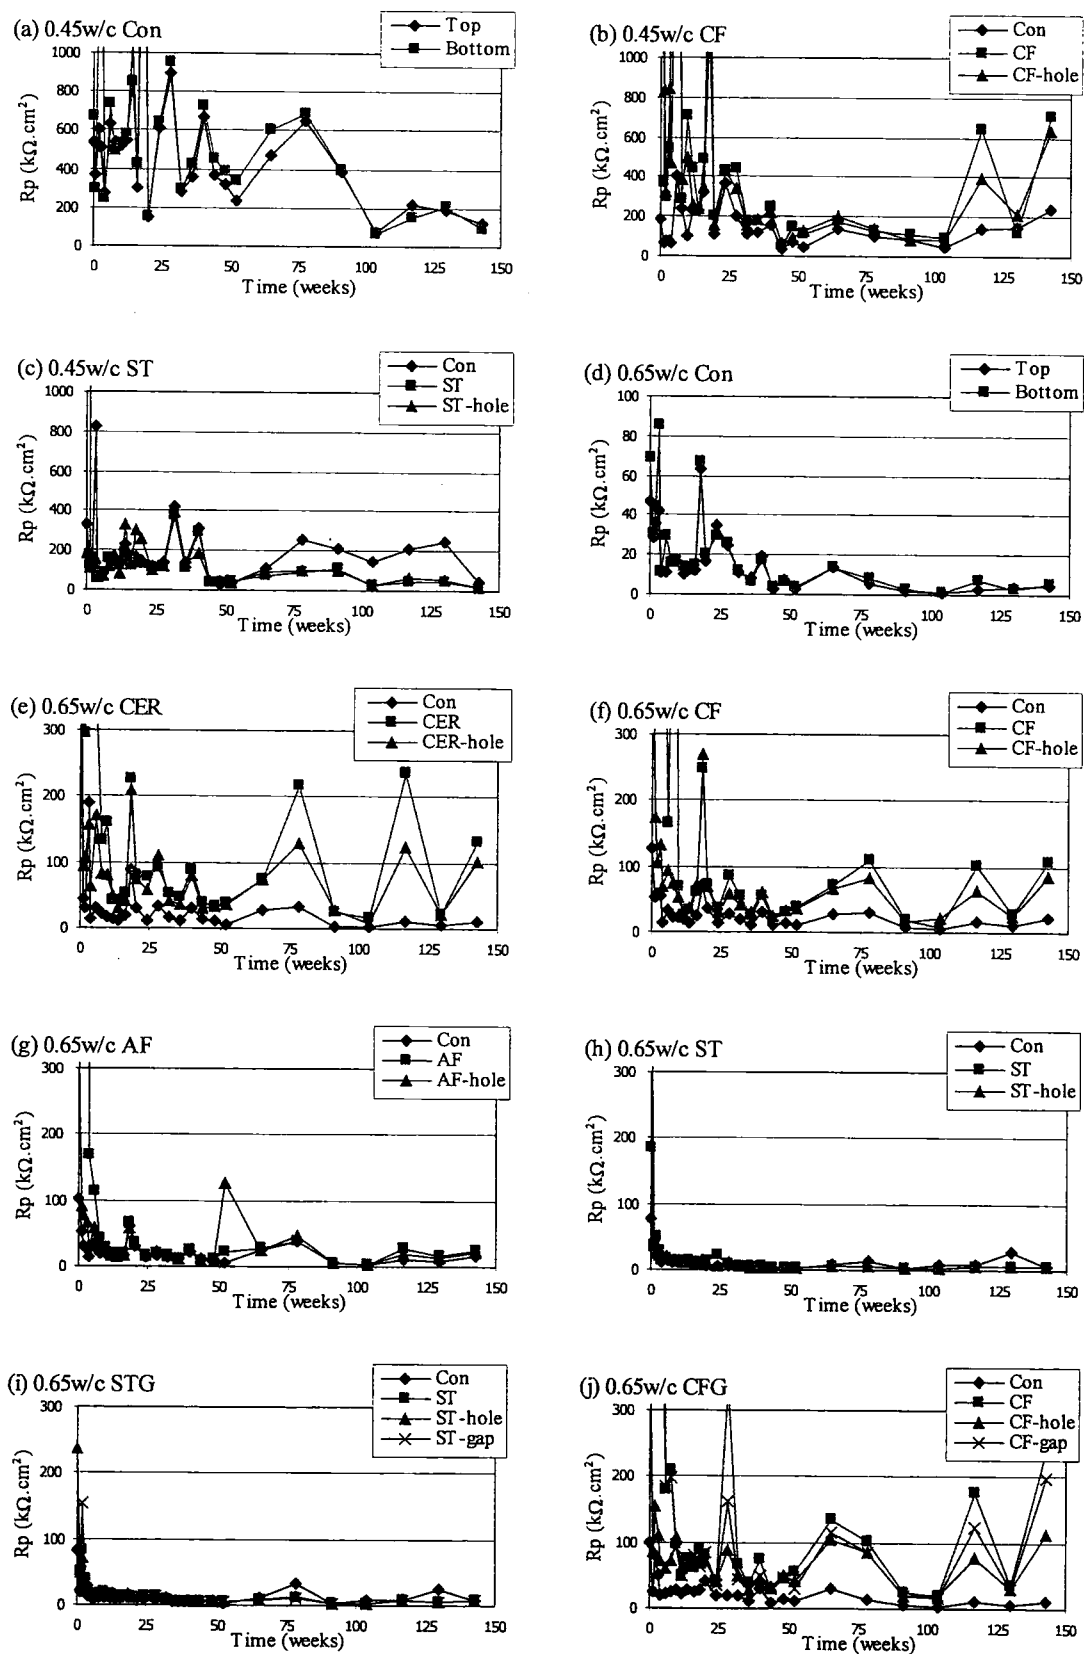 (a) 0.45w/c Con
Top
Bottom
1000
800
600
400
200
0
Rp (kΩ.cm²)
0 25 50 75 100 125 150
Time (weeks)
(b) 0.45w/c CF
Con
CF
CF-hole
1000
800
600
400
200
0
Rp (kΩ.cm²)
0 25 50 75 100 125 150
Time (weeks)
(c) 0.45w/c ST
Con
ST
ST-hole
1000
800
600
400
200
0
Rp (kΩ.cm²)
0 25 50 75 100 125 150
Time (weeks)
(d) 0.65w/c Con
Top
Bottom
100
80
60
40
20
0
Rp (kΩ.cm²)
0 25 50 75 100 125 150
Time (weeks)
(e) 0.65w/c CER
Con
CER
CER-hole
300
200
100
0
Rp (kΩ.cm²)
0 25 50 75 100 125 150
Time (weeks)
(f) 0.65w/c CF
Con
CF
CF-hole
300
200
100
0
Rp (kΩ.cm²)
0 25 50 75 100 125 150
Time (weeks)
(g) 0.65w/c AF
Con
AF
AF-hole
300
200
100
0
Rp (kΩ.cm²)
0 25 50 75 100 125 150
Time (weeks)
(h) 0.65w/c ST
Con
ST
ST-hole
300
200
100
0
Rp (kΩ.cm²)
0 25 50 75 100 125 150
Time (weeks)
(i) 0.65w/c STG
Con
ST
ST-hole
ST-gap
300
200
100
0
Rp (kΩ.cm²)
0 25 50 75 100 125 150
Time (weeks)
(j) 0.65w/c CFG
Con
CF
CF-hole
CF-gap
300
200
100
0
Rp (kΩ.cm²)
0 25 50 75 100 125 150
Time (weeks)